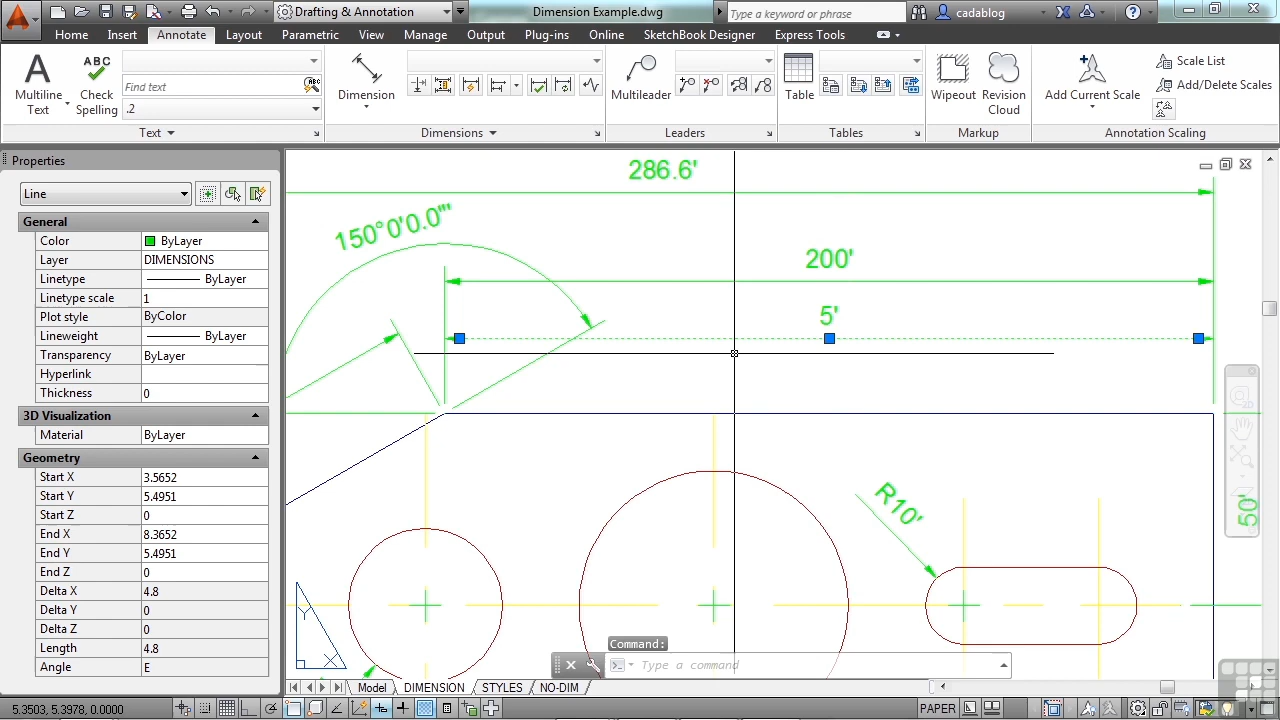 Drafting & Annotation
Dimension Example.dwg
Type a keyword or phrase
cadablog
Home Insert Annotate Layout Parametric View Manage Output Plug-ins Online SketchBook Designer Express Tools
A ABC
Multiline Text
Check Spelling
Find text
ABC
.2
Dimension
Multileader
Table
Wipeout
Revision Cloud
Add Current Scale
Scale List
Add/Delete Scales
Text Dimensions Leaders Tables Markup Annotation Scaling
Properties
Line
General
Color ByLayer
Layer DIMENSIONS
Linetype ByLayer
Linetype scale 1
Plot style ByColor
Lineweight ByLayer
Transparency ByLayer
Hyperlink
Thickness 0
3D Visualization
Material ByLayer
Geometry
Start X 3.5652
Start Y 5.4951
Start Z 0
End X 8.3652
End Y 5.4951
End Z 0
Delta X 4.8
Delta Y 0
Delta Z 0
Length 4.8
Angle E
286.6'
150°0'0.0"'
200'
5'
R10'
50'
Y
X
Command:
Type a command
Model DIMENSION STYLES NO-DIM
5.3503, 5.3978, 0.0000
PAPER